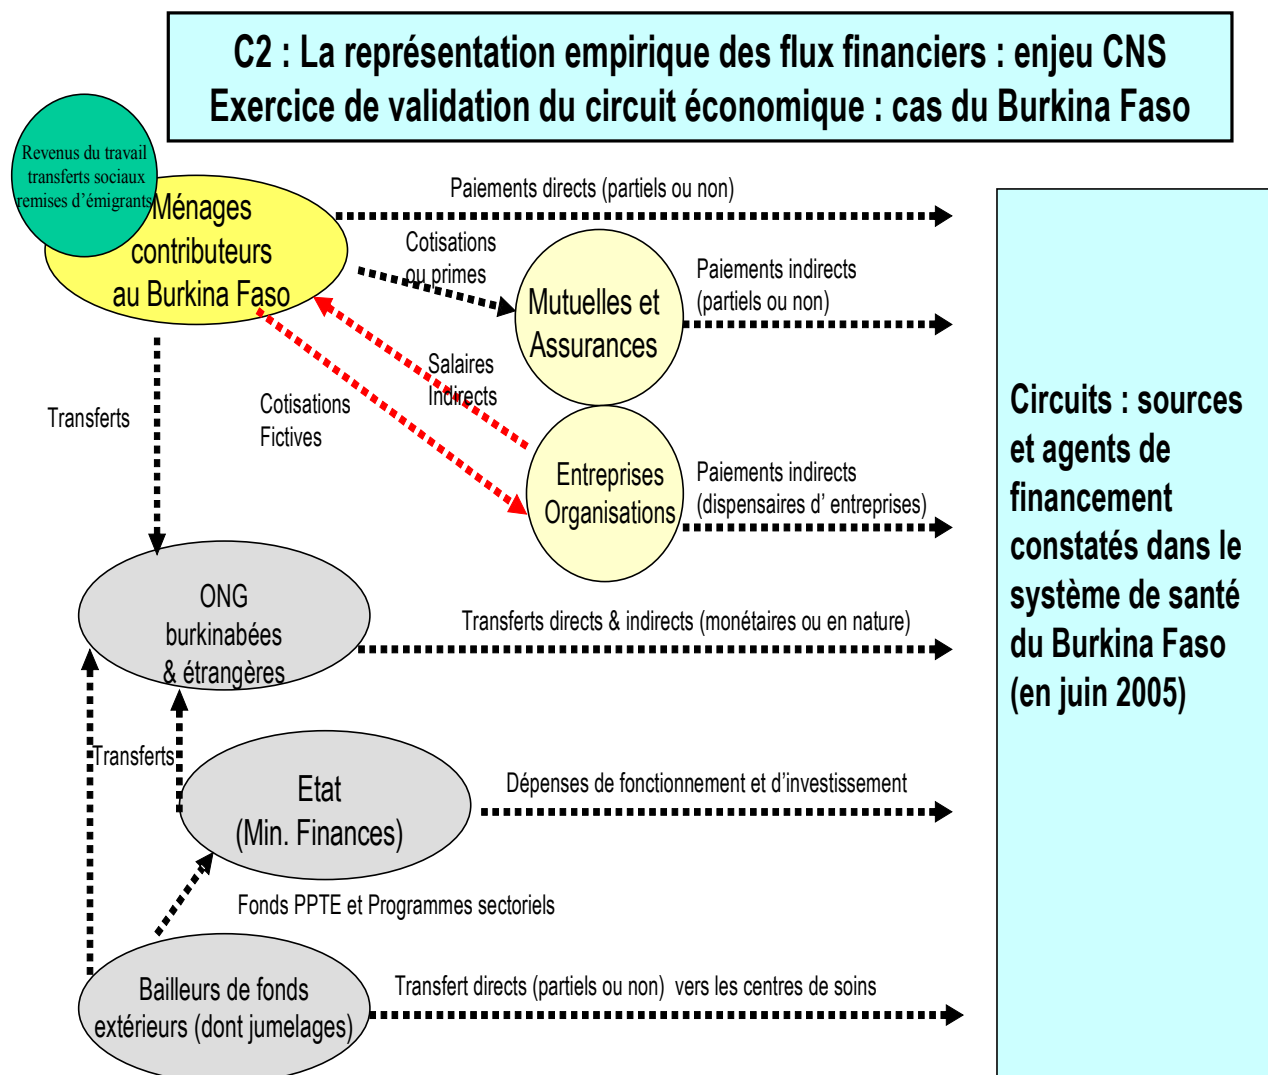 C2 : La représentation empirique des flux financiers : enjeu CNS
Exercice de validation du circuit économique : cas du Burkina Faso
Revenus du travail
transferts sociaux
remises d'émigrants
Ménages
contributeurs
au Burkina Faso
Paiements directs (partiels ou non)
Cotisations
ou primes
Mutuelles et
Assurances
Paiements indirects
(partiels ou non)
Salaires
Indirects
Cotisations
Fictives
Transferts
Entreprises
Organisations
Paiements indirects
(dispensaires d' entreprises)
ONG
burkinabées
& étrangères
Transferts directs & indirects (monétaires ou en nature)
Transferts
Etat
(Min. Finances)
Dépenses de fonctionnement et d'investissement
Fonds PPTE et Programmes sectoriels
Bailleurs de fonds
extérieurs (dont jumelages)
Transfert directs (partiels ou non) vers les centres de soins
Circuits : sources
et agents de
financement
constatés dans le
système de santé
du Burkina Faso
(en juin 2005)